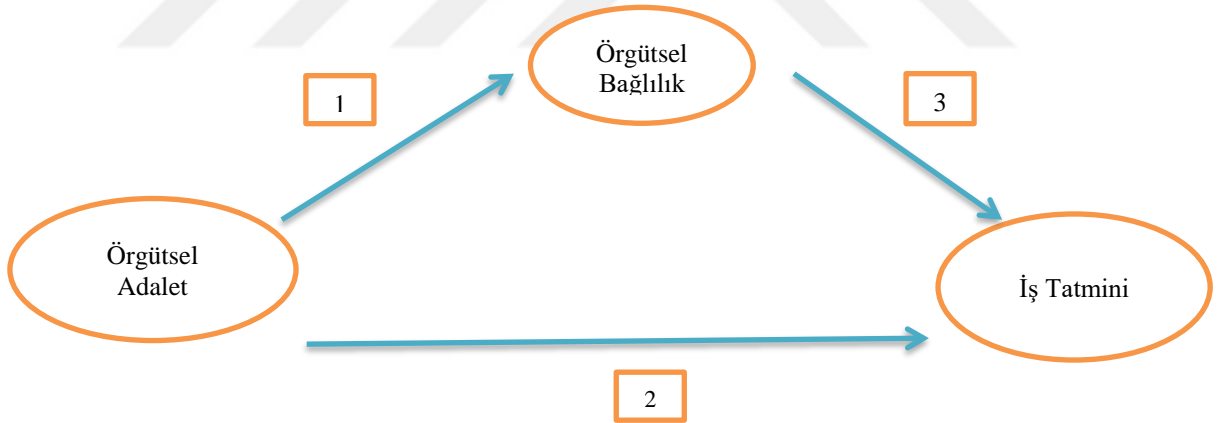 Örgütsel
Bağlılık
1
3
Örgütsel
Adalet
İş Tatmini
2